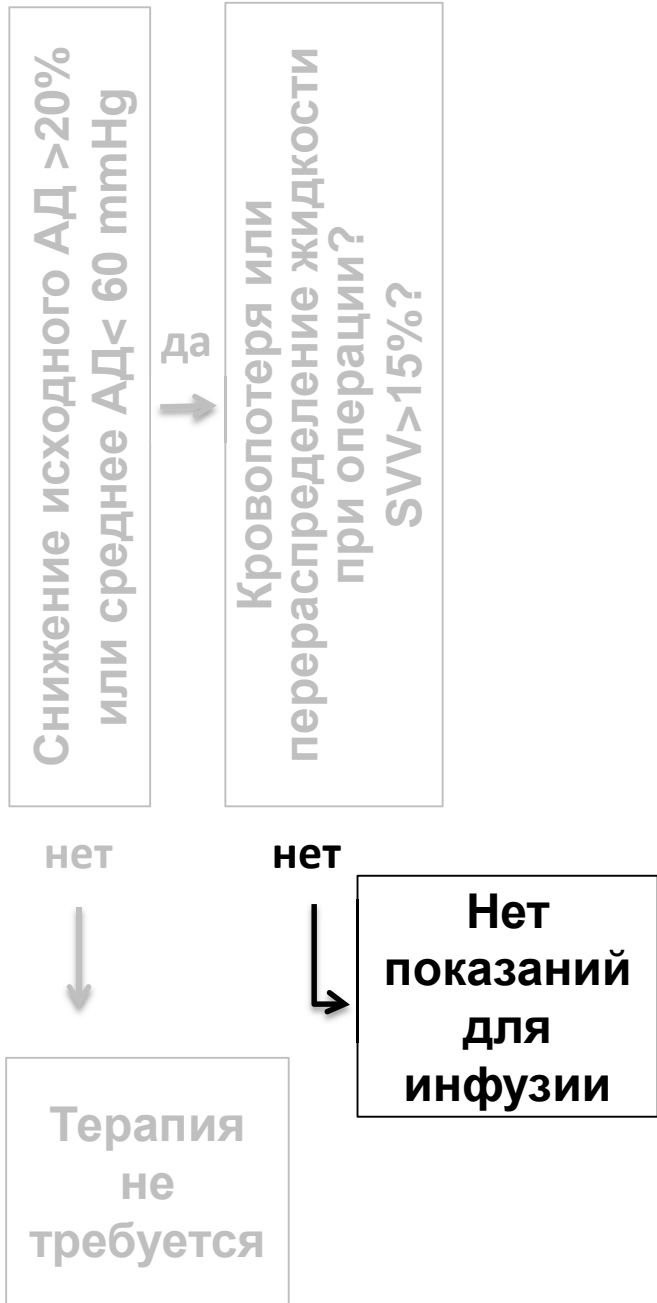 Снижение исходного АД >20%
или среднее АД< 60 mmHg
да
Кровопотеря или
перераспределение жидкости
при операции?
SVV>15%?
нет
нет
Нет
показаний
для
инфузии
Терапия
не
требуется